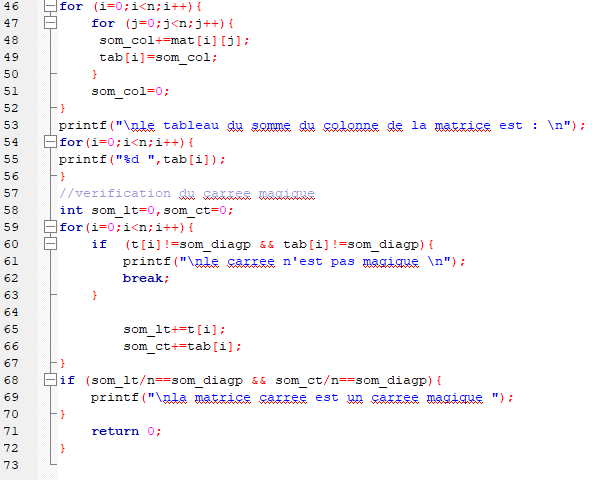 46 for (i=0;i<n;i++){
47     for (j=0;j<n;j++){
48      som_col+=mat[i][j];
49      tab[i]=som_col;
50     }
51     som_col=0;
52 }
53 printf("\nle tableau du somme du colonne de la matrice est : \n");
54 for(i=0;i<n;i++){
55 printf("%d ",tab[i]);
56 }
57 //verification du carree magique
58 int som_lt=0,som_ct=0;
59 for(i=0;i<n;i++){
60     if  (t[i]!=som_diagp && tab[i]!=som_diagp){
61         printf("\nle carree n'est pas magique \n");
62         break;
63     }
64
65         som_lt+=t[i];
66         som_ct+=tab[i];
67 }
68 if (som_lt/n==som_diagp && som_ct/n==som_diagp){
69     printf("\nla matrice carree est un carree magique ");
70 }
71     return 0;
72 }
73